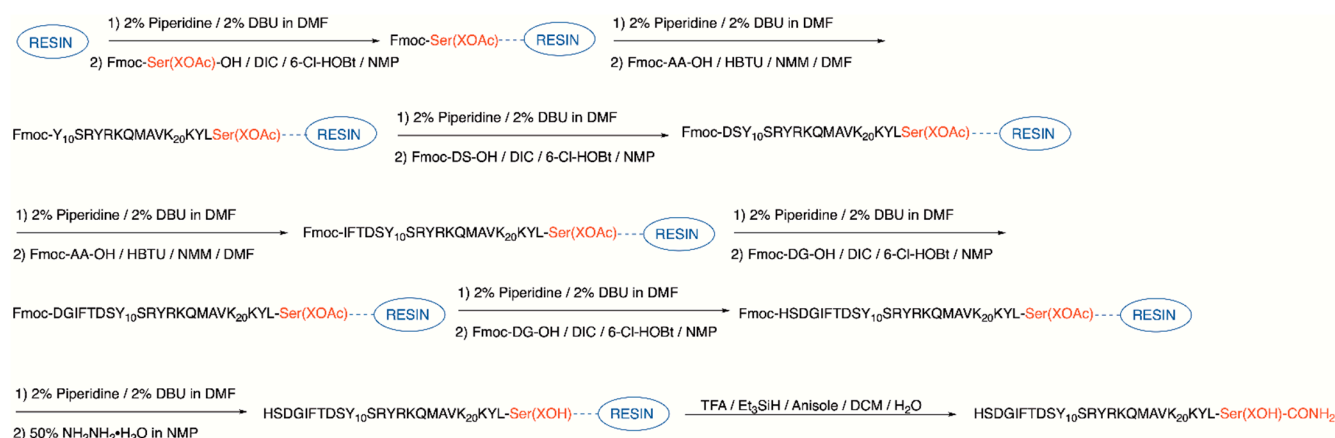 1) 2% Piperidine / 2% DBU in DMF
1) 2% Piperidine / 2% DBU in DMF
RESIN
Fmoc-Ser(XOAc)
RESIN
2) Fmoc-Ser(XOAc)-OH / DIC / 6-Cl-HOBt / NMP
2) Fmoc-AA-OH / HBTU / NMM / DMF
1) 2% Piperidine / 2% DBU in DMF
Fmoc-Y₁₀SRYRKQMAVK₂₀KYLSer(XOAc)
RESIN
Fmoc-DSY₁₀SRYRKQMAVK₂₀KYLSer(XOAc)
RESIN
2) Fmoc-DS-OH / DIC / 6-Cl-HOBt / NMP
1) 2% Piperidine / 2% DBU in DMF
1) 2% Piperidine / 2% DBU in DMF
Fmoc-IFTDSY₁₀SRYRKQMAVK₂₀KYL-Ser(XOAc)
RESIN
2) Fmoc-AA-OH / HBTU / NMM / DMF
2) Fmoc-DG-OH / DIC / 6-Cl-HOBt / NMP
1) 2% Piperidine / 2% DBU in DMF
Fmoc-DGIFTDSY₁₀SRYRKQMAVK₂₀KYL-Ser(XOAc)
RESIN
Fmoc-HSDGIFTDSY₁₀SRYRKQMAVK₂₀KYL-Ser(XOAc)
RESIN
2) Fmoc-DG-OH / DIC / 6-Cl-HOBt / NMP
1) 2% Piperidine / 2% DBU in DMF
HSDGIFTDSY₁₀SRYRKQMAVK₂₀KYL-Ser(XOH)
RESIN
TFA / Et₃SiH / Anisole / DCM / H₂O
HSDGIFTDSY₁₀SRYRKQMAVK₂₀KYL-Ser(XOH)-CONH₂
2) 50% NH₂NH₂•H₂O in NMP